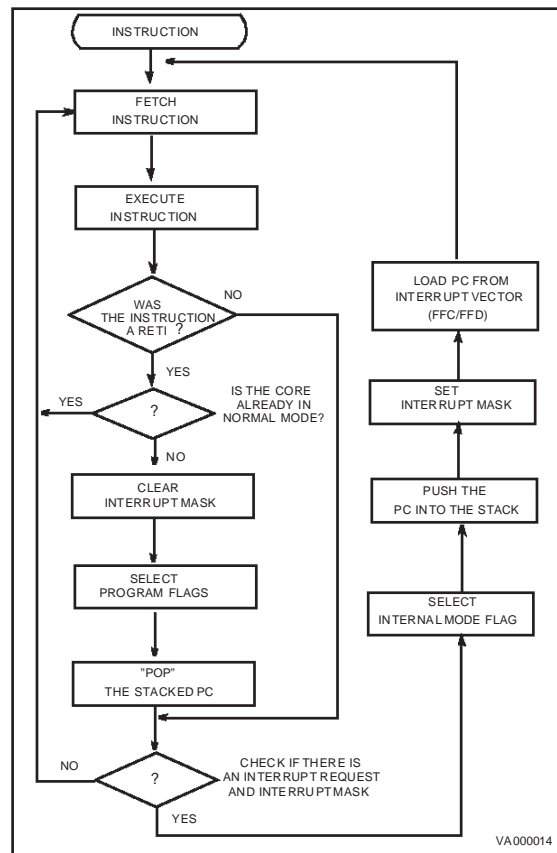 INSTRUCTION
FETCH
INSTRUCTION
EXECUTE
INSTRUCTION
WAS
THE INSTRUCTION
A RETI ?
NO
YES
YES
?
IS THE CORE
ALREADY IN
NORMAL MODE?
NO
CLEAR
INTERRUPT MASK
SELECT
PROGRAM FLAGS
"POP"
THE STACKED PC
NO
?
CHECK IF THERE IS
AN INTERRUPT REQUEST
AND INTERRUPT MASK
YES
SELECT
INTERNAL MODE FLAG
PUSH THE
PC INTO THE STACK
SET
INTERRUPT MASK
LOAD PC FROM
INTERRUPT VECTOR
(FFC/FFD)
VA000014